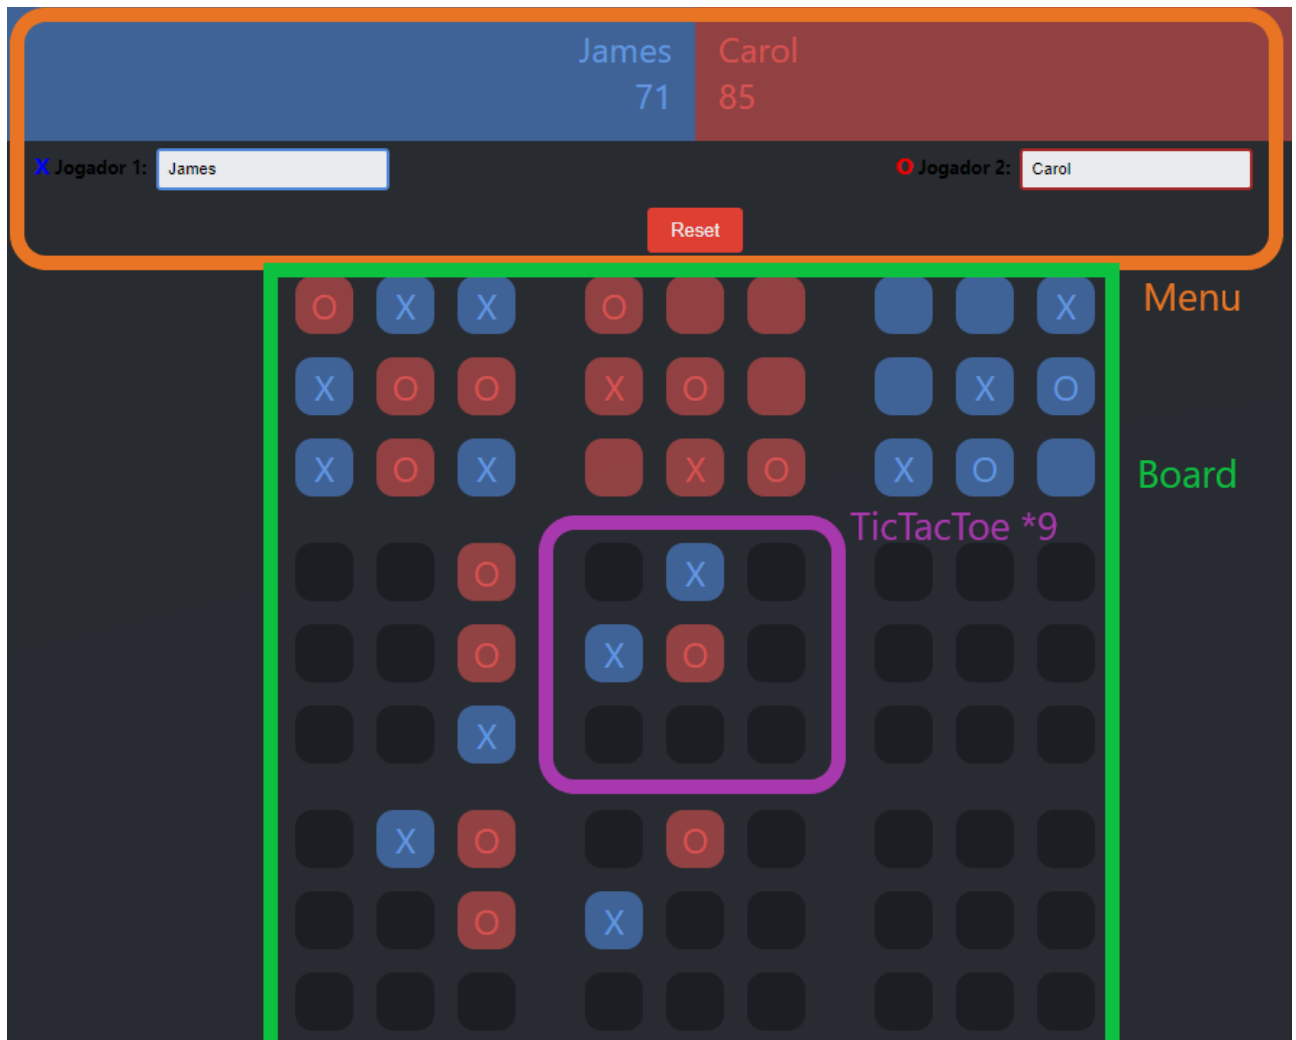 James Carol
71 85
X Jogador 1: James O Jogador 2: Carol
Reset
Menu
O X X O X
X O O X O X O
X O X X O X O
Board
TicTacToe *9
O X
O X O
X
X O O
O X